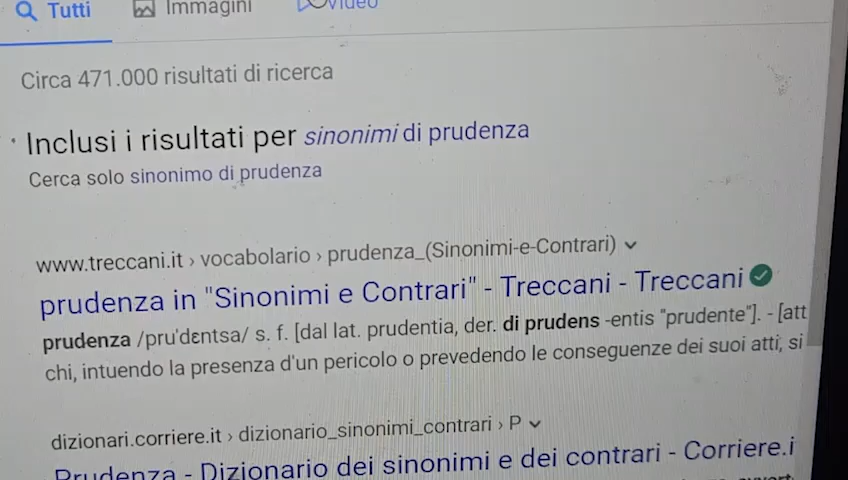 Tutti Immagini Video
Circa 471.000 risultati di ricerca
Inclusi i risultati per sinonimi di prudenza
Cerca solo sinonimo di prudenza
www.treccani.it › vocabolario › prudenza_(Sinonimi-e-Contrari)
prudenza in "Sinonimi e Contrari" - Treccani - Treccani
prudenza /pru'dɛntsa/ s. f. [dal lat. prudentia, der. di prudens -entis "prudente"]. - [att
chi, intuendo la presenza d'un pericolo o prevedendo le conseguenze dei suoi atti, si
dizionari.corriere.it › dizionario_sinonimi_contrari › P
Prudenza - Dizionario dei sinonimi e dei contrari - Corriere.i